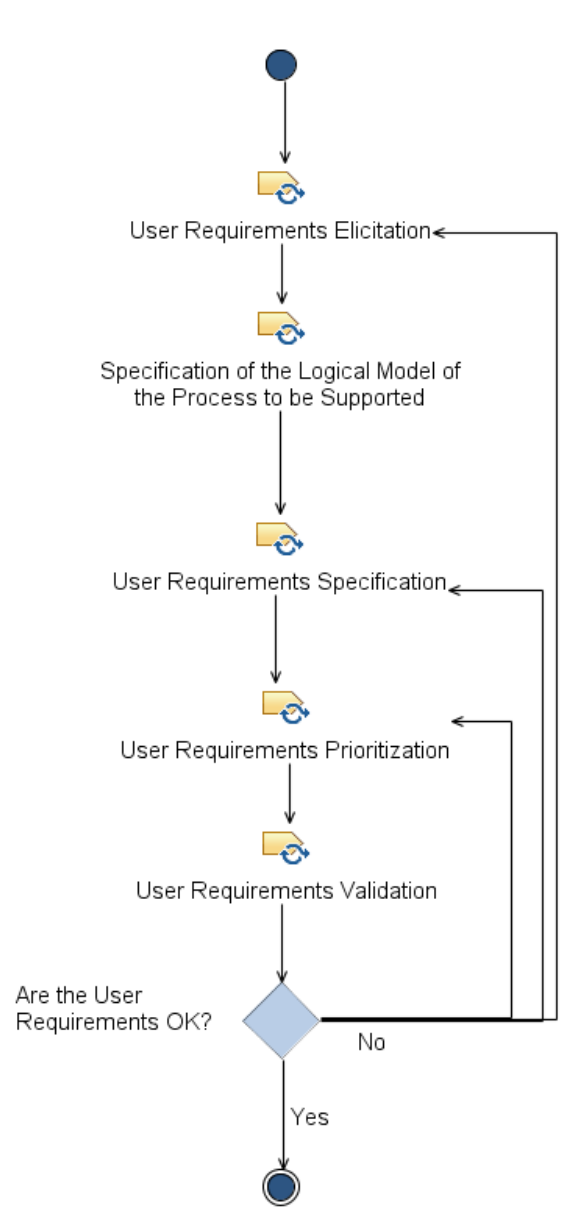 User Requirements Elicitation
Specification of the Logical Model of
the Process to be Supported
User Requirements Specification
User Requirements Prioritization
User Requirements Validation
Are the User
Requirements OK?
No
Yes